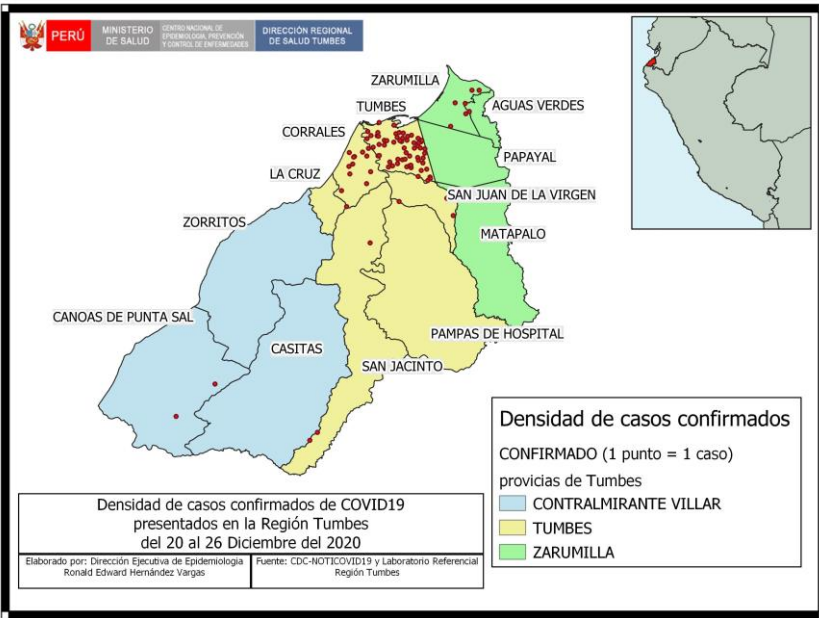 PERÚ
MINISTERIO
DE SALUD
CENTRO NACIONAL DE
EPIDEMIOLOGIA, PREVENCIÓN
Y CONTROL DE ENFERMEDADES
DIRECCIÓN REGIONAL
DE SALUD TUMBES
ZARUMILLA
TUMBES
AGUAS VERDES
CORRALES
PAPAYAL
LA CRUZ
SAN JUAN DE LA VIRGEN
ZORRITOS
MATAPALO
CANOAS DE PUNTA SAL
PAMPAS DE HOSPITAL
CASITAS
SAN JACINTO
Densidad de casos confirmados
CONFIRMADO (1 punto = 1 caso)
provicias de Tumbes
CONTRALMIRANTE VILLAR
TUMBES
ZARUMILLA
Densidad de casos confirmados de COVID19
presentados en la Región Tumbes
del 20 al 26 Diciembre del 2020
Elaborado por: Dirección Ejecutiva de Epidemiologia
Ronald Edward Hernández Vargas
Fuente: CDC-NOTICOVID19 y Laboratorio Referencial
Región Tumbes